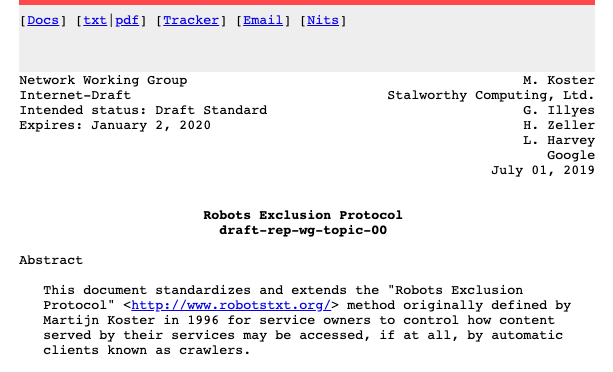 [Docs] [txt|pdf] [Tracker] [Email] [Nits]
Network Working Group M. Koster
Internet-Draft Stalworthy Computing, Ltd.
Intended status: Draft Standard G. Illyes
Expires: January 2, 2020 H. Zeller
L. Harvey
Google
July 01, 2019
Robots Exclusion Protocol
draft-rep-wg-topic-00
Abstract
This document standardizes and extends the "Robots Exclusion
Protocol" <http://www.robotstxt.org/> method originally defined by
Martijn Koster in 1996 for service owners to control how content
served by their services may be accessed, if at all, by automatic
clients known as crawlers.